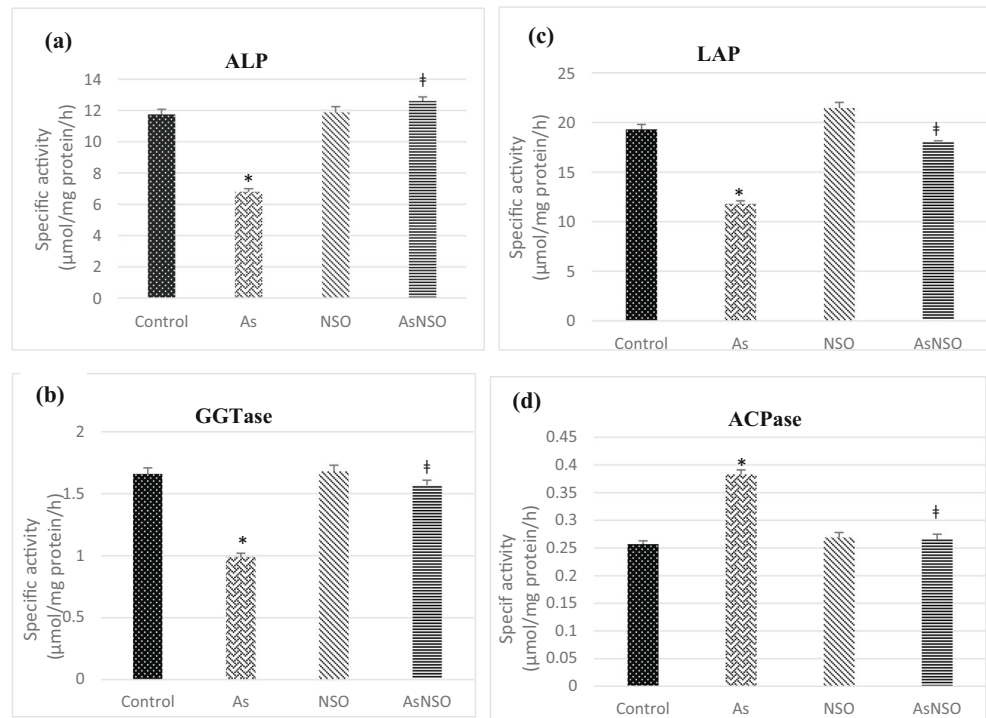 (a)
ALP
Specific activity
(µmol/mg protein/h)
14
12
10
8
6
4
2
0
*
ǂ
Control As NSO AsNSO
(c)
LAP
Specific activity
(µmol/mg protein/h)
25
20
15
10
5
0
*
ǂ
Control As NSO AsNSO
(b)
GGTase
Specific activity
(µmol/mg protein/h)
2
1.5
1
0.5
0
*
ǂ
Control As NSO AsNSO
(d)
ACPase
Specif activity
(µmol/mg protein/h)
0.45
0.4
0.35
0.3
0.25
0.2
0.15
0.1
0.05
0
*
ǂ
Control As NSO AsNSO